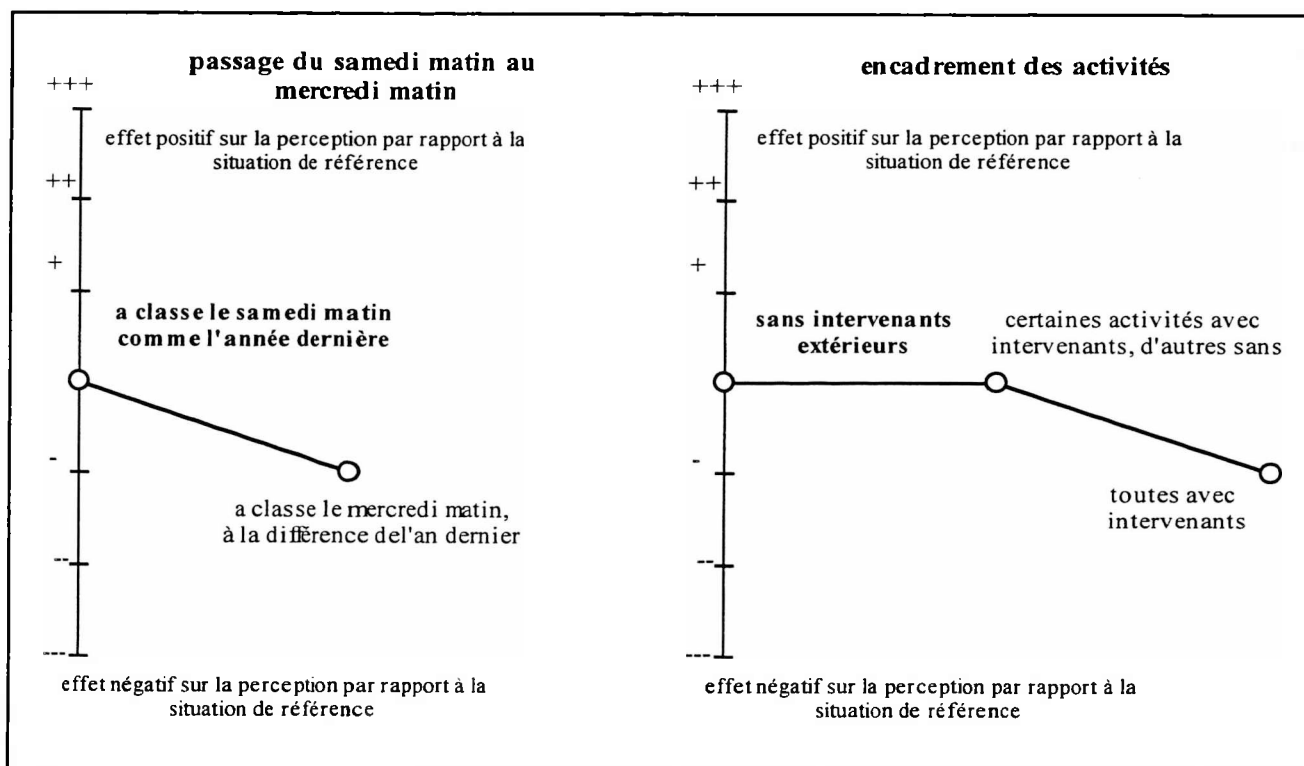 passage du samedi matin au
mercredi matin
+++
effet positif sur la perception par rapport à la
situation de référence
++
+
a classe le samedi matin
comme l'année dernière
-
a classe le mercredi matin,
à la différence del'an dernier
--
---
effet négatif sur la perception par rapport à la
situation de référence
encadrement des activités
+++
effet positif sur la perception par rapport à la
situation de référence
++
+
sans intervenants
extérieurs
certaines activités avec
intervenants, d'autres sans
-
toutes avec
intervenants
--
---
effet négatif sur la perception par rapport à la
situation de référence